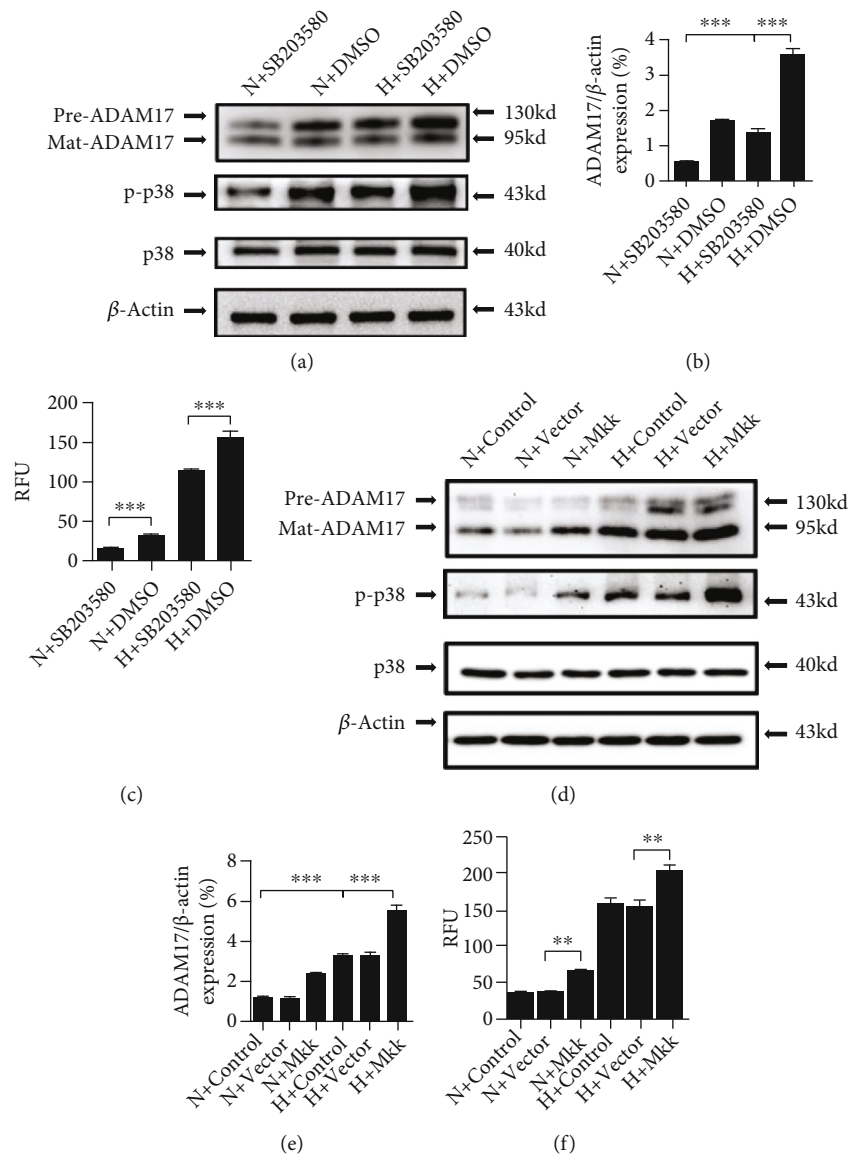 N+SB203580
N+DMSO
H+SB203580
H+DMSO
Pre-ADAM17
Mat-ADAM17
130kd
95kd
p-p38
43kd
p38
40kd
β-Actin
43kd
(a)
***
***
ADAM17/β-actin
expression (%)
4
3
2
1
0
N+SB203580
N+DMSO
H+SB203580
H+DMSO
(b)
RFU
200
150
100
50
0
***
***
N+SB203580
N+DMSO
H+SB203580
H+DMSO
(c)
N+Control
N+Vector
N+Mkk
H+Control
H+Vector
H+Mkk
Pre-ADAM17
Mat-ADAM17
130kd
95kd
p-p38
43kd
p38
40kd
β-Actin
43kd
(d)
ADAM17/β-actin
expression (%)
8
6
4
2
0
***
***
N+Control
N+Vector
N+Mkk
H+Control
H+Vector
H+Mkk
(e)
RFU
250
200
150
100
50
0
**
**
N+Control
N+Vector
N+Mkk
H+Control
H+Vector
H+Mkk
(f)